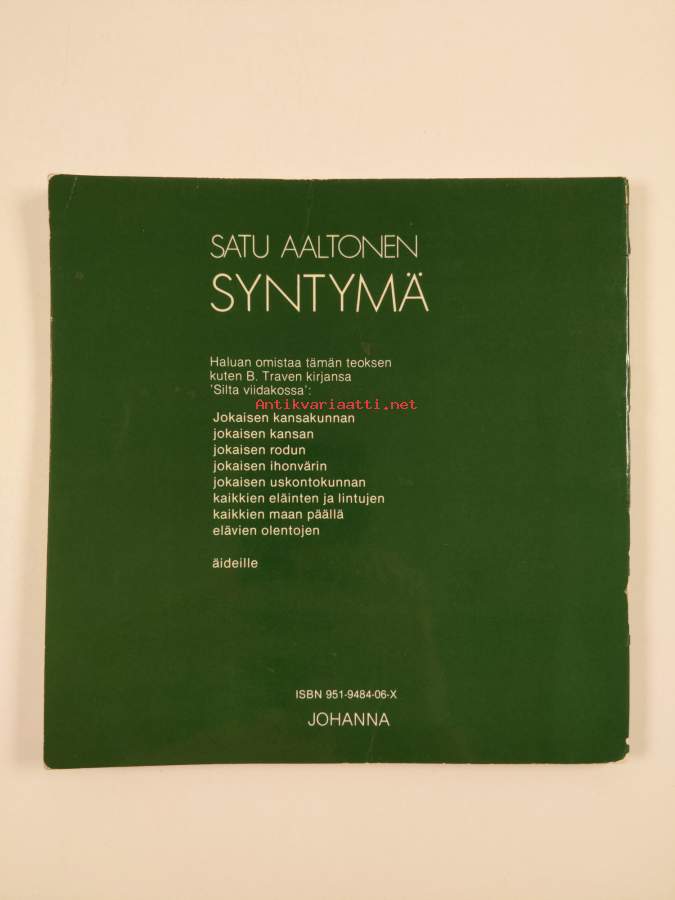 SATU AALTONEN
SYNTYMÄ
Haluan omistaa tämän teoksen
kuten B. Traven kirjansa
'Silta viidakossa':
Antikvariaatti.net
Jokaisen kansakunnan
jokaisen kansan
jokaisen rodun
jokaisen ihonvärin
jokaisen uskontokunnan
kaikkien eläinten ja lintujen
kaikkien maan päällä
elävien olentojen
äideille
ISBN 951-9484-06-X
JOHANNA